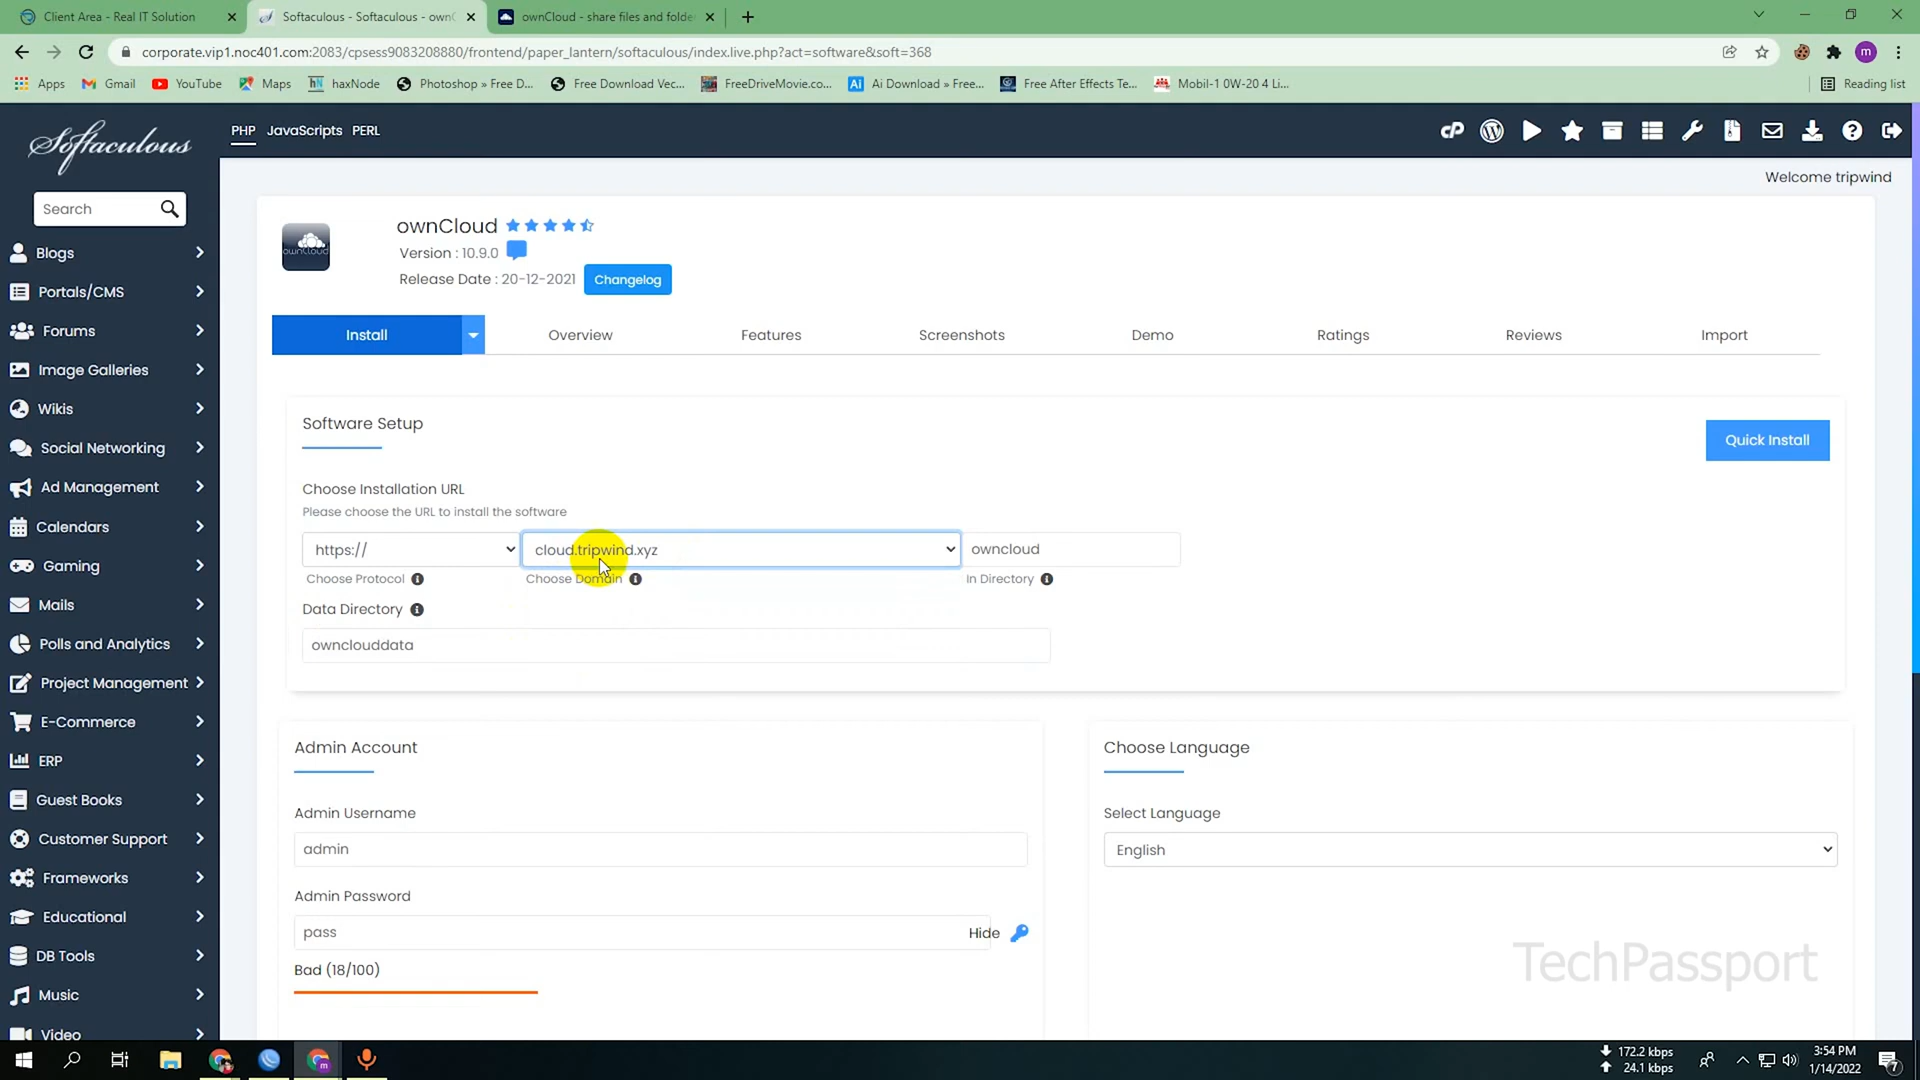 Client Area - Real IT Solution
Softaculous - Softaculous - ownC
ownCloud - share files and folde
corporate.vip1.noc401.com:2083/cpsess9083208880/frontend/paper_lantern/softaculous/index.live.php?act=software&soft=368
m
Apps
Gmail
YouTube
Maps
hn haxNode
Photoshop » Free D...
Free Download Vec...
FreeDriveMovie.co...
Ai Ai Download » Free...
Free After Effects Te...
Mobil-1 0W-20 4 Li...
Reading list
Softaculous
PHP JavaScripts PERL
Welcome tripwind
Search
Blogs
Portals/CMS
Forums
Image Galleries
Wikis
Social Networking
Ad Management
Calendars
Gaming
Mails
Polls and Analytics
Project Management
E-Commerce
ERP
Guest Books
Customer Support
Frameworks
Educational
DB Tools
Music
Video
ownCloud
ownCloud
Version : 10.9.0
Release Date : 20-12-2021 Changelog
Install
Overview
Features
Screenshots
Demo
Ratings
Reviews
Import
Software Setup
Quick Install
Choose Installation URL
Please choose the URL to install the software
https://
cloud.tripwind.xyz
owncloud
Choose Protocol
Choose Domain
In Directory
Data Directory
ownclouddata
Admin Account
Admin Username
admin
Admin Password
pass
Hide
Bad (18/100)
Choose Language
Select Language
English
TechPassport
m
172.2 kbps
24.1 kbps
3:54 PM
1/14/2022
7